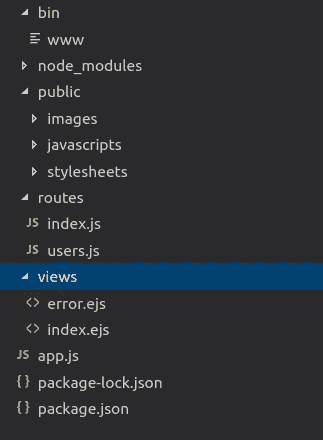 bin
www
node_modules
public
images
javascripts
stylesheets
routes
JS index.js
JS users.js
views
<> error.ejs
<> index.ejs
JS app.js
{ } package-lock.json
{ } package.json